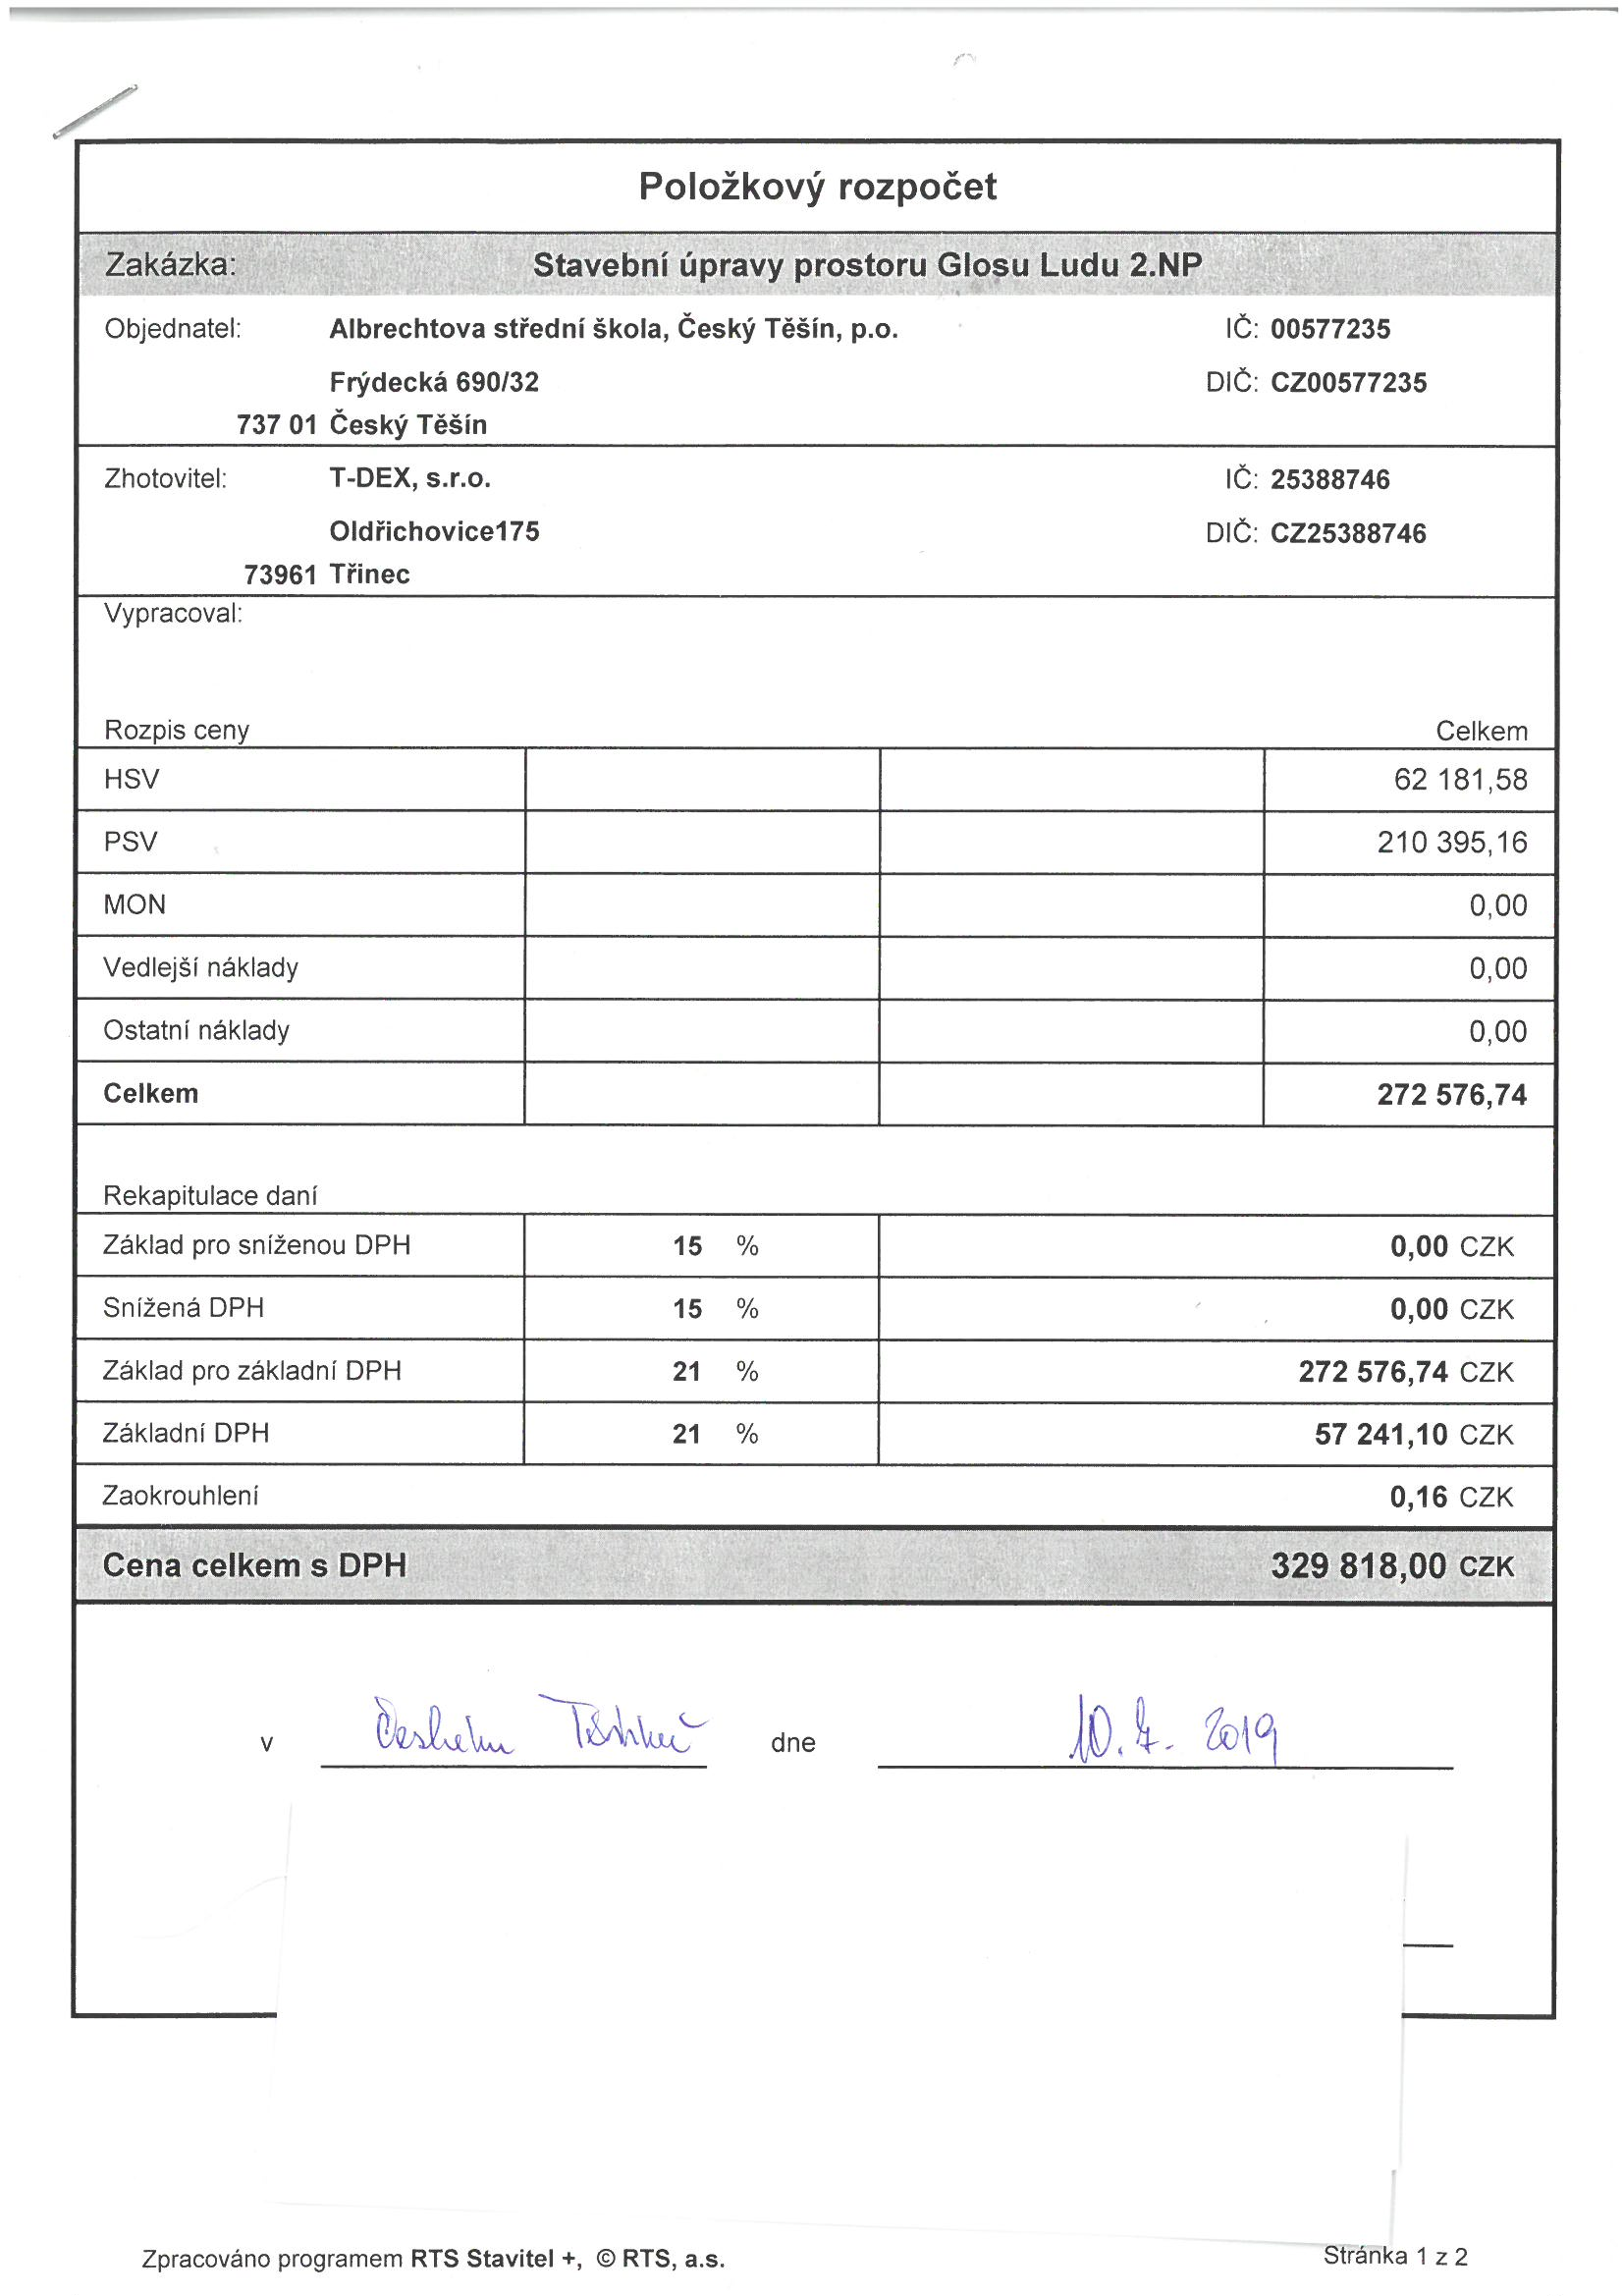 Položkový rozpočet
Zakázka: Stavební úpravy prostoru Glosu Ludu 2.NP
Objednatel: Albrechtova střední škola, Český Těšín, p.o. IČ: 00577235
Frýdecká 690/32 DIČ: CZ00577235
737 01 Český Těšín
Zhotovitel: T-DEX, s.r.o. IČ: 25388746
Oldřichovice175 DIČ: CZ25388746
73961 Třinec
Vypracoval:
Rozpis ceny Celkem
HSV 62 181,58
PSV 210 395,16
MON 0,00
Vedlejší náklady 0,00
Ostatní náklady 0,00
Celkem 272 576,74
Rekapitulace daní
Základ pro sníženou DPH 15 % 0,00 CZK
Snížená DPH 15 % 0,00 CZK
Základ pro základní DPH 21 % 272 576,74 CZK
Základní DPH 21 % 57 241,10 CZK
Zaokrouhlení 0,16 CZK
Cena celkem s DPH 329 818,00 CZK
v Českém Těšíně dne 10. 7. 2019
Zpracováno programem RTS Stavitel +, © RTS, a.s. Stránka 1 z 2